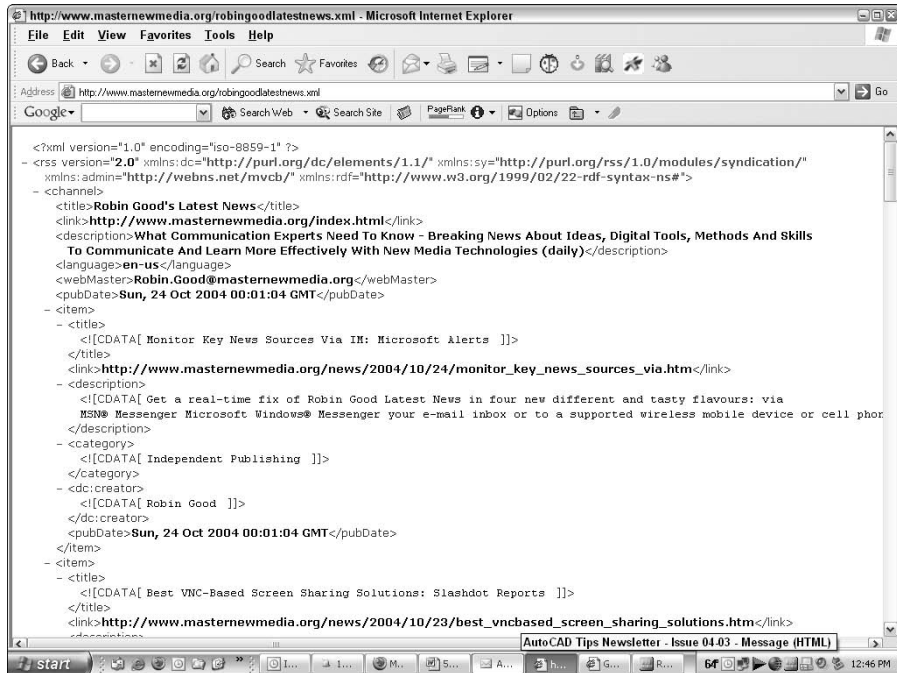 http://www.masternewmedia.org/robingoodlatestnews.xml - Microsoft Internet Explorer
File Edit View Favorites Tools Help
Back Search Favorites
Address http://www.masternewmedia.org/robingoodlatestnews.xml Go
Google Search Web Search Site PageRank Options
<?xml version="1.0" encoding="iso-8859-1" ?>
- <rss version="2.0" xmlns:dc="http://purl.org/dc/elements/1.1/" xmlns:sy="http://purl.org/rss/1.0/modules/syndication/"
xmlns:admin="http://webns.net/mvcb/" xmlns:rdf="http://www.w3.org/1999/02/22-rdf-syntax-ns#">
- <channel>
<title>Robin Good's Latest News</title>
<link>http://www.masternewmedia.org/index.html</link>
<description>What Communication Experts Need To Know - Breaking News About Ideas, Digital Tools, Methods And Skills
To Communicate And Learn More Effectively With New Media Technologies (daily)</description>
<language>en-us</language>
<webMaster>Robin.Good@masternewmedia.org</webMaster>
<pubDate>Sun, 24 Oct 2004 00:01:04 GMT</pubDate>
- <item>
- <title>
<![CDATA[ Monitor Key News Sources Via IM: Microsoft Alerts ]]>
</title>
<link>http://www.masternewmedia.org/news/2004/10/24/monitor_key_news_sources_via.htm</link>
- <description>
<![CDATA[ Get a real-time fix of Robin Good Latest News in four new different and tasty flavours: via
MSN® Messenger Microsoft Windows® Messenger your e-mail inbox or to a supported wireless mobile device or cell phon
</description>
- <category>
<![CDATA[ Independent Publishing ]]>
</category>
- <dc:creator>
<![CDATA[ Robin Good ]]>
</dc:creator>
<pubDate>Sun, 24 Oct 2004 00:01:04 GMT</pubDate>
</item>
- <item>
- <title>
<![CDATA[ Best VNC-Based Screen Sharing Solutions: Slashdot Reports ]]>
</title>
<link>http://www.masternewmedia.org/news/2004/10/23/best_vncbased_screen_sharing_solutions.htm</link>
- <description>
AutoCAD Tips Newsletter - Issue 04-03 - Message (HTML)
start » I... 1... M.. 5... A... h... G... R... 12:46 PM